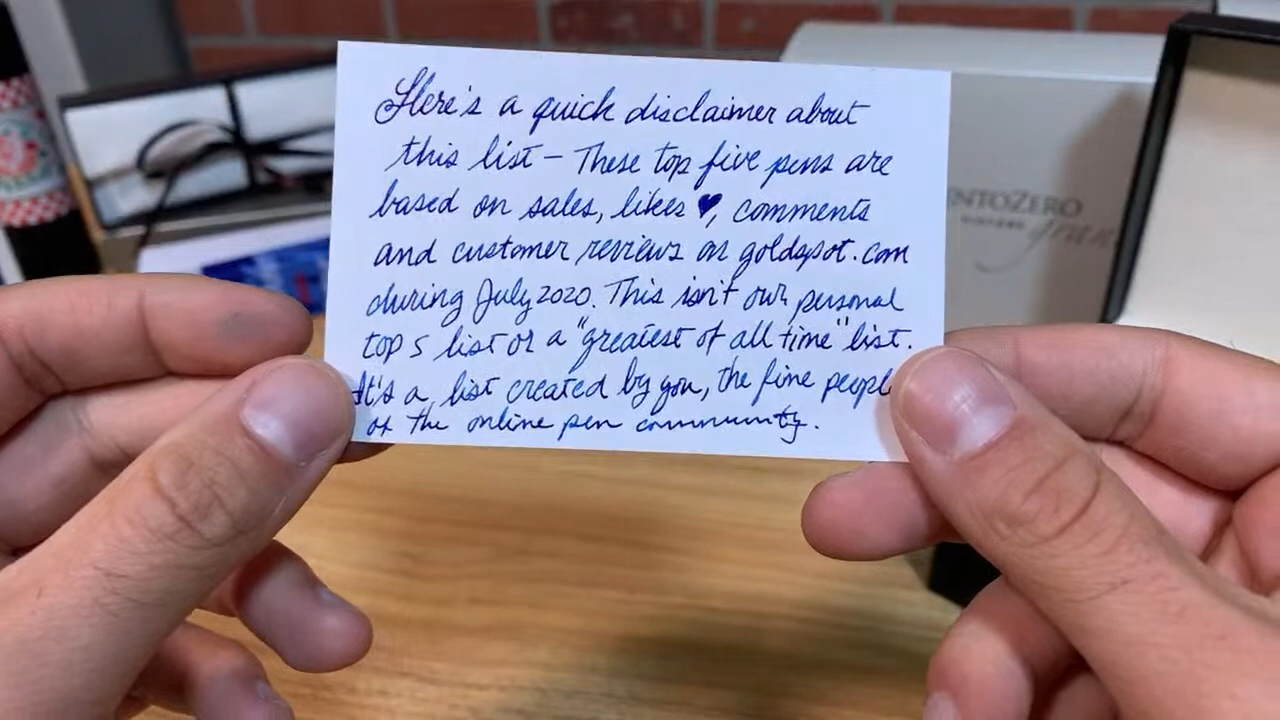 Here's a quick disclaimer about
this list – These top five pens are
based on sales, likes ♥, comments
and customer reviews on goldspot.com
during July 2020. This isn't our personal
top 5 list or a "greatest of all time" list.
It's a list created by you, the fine people
of the online pen community.
NTOZERO